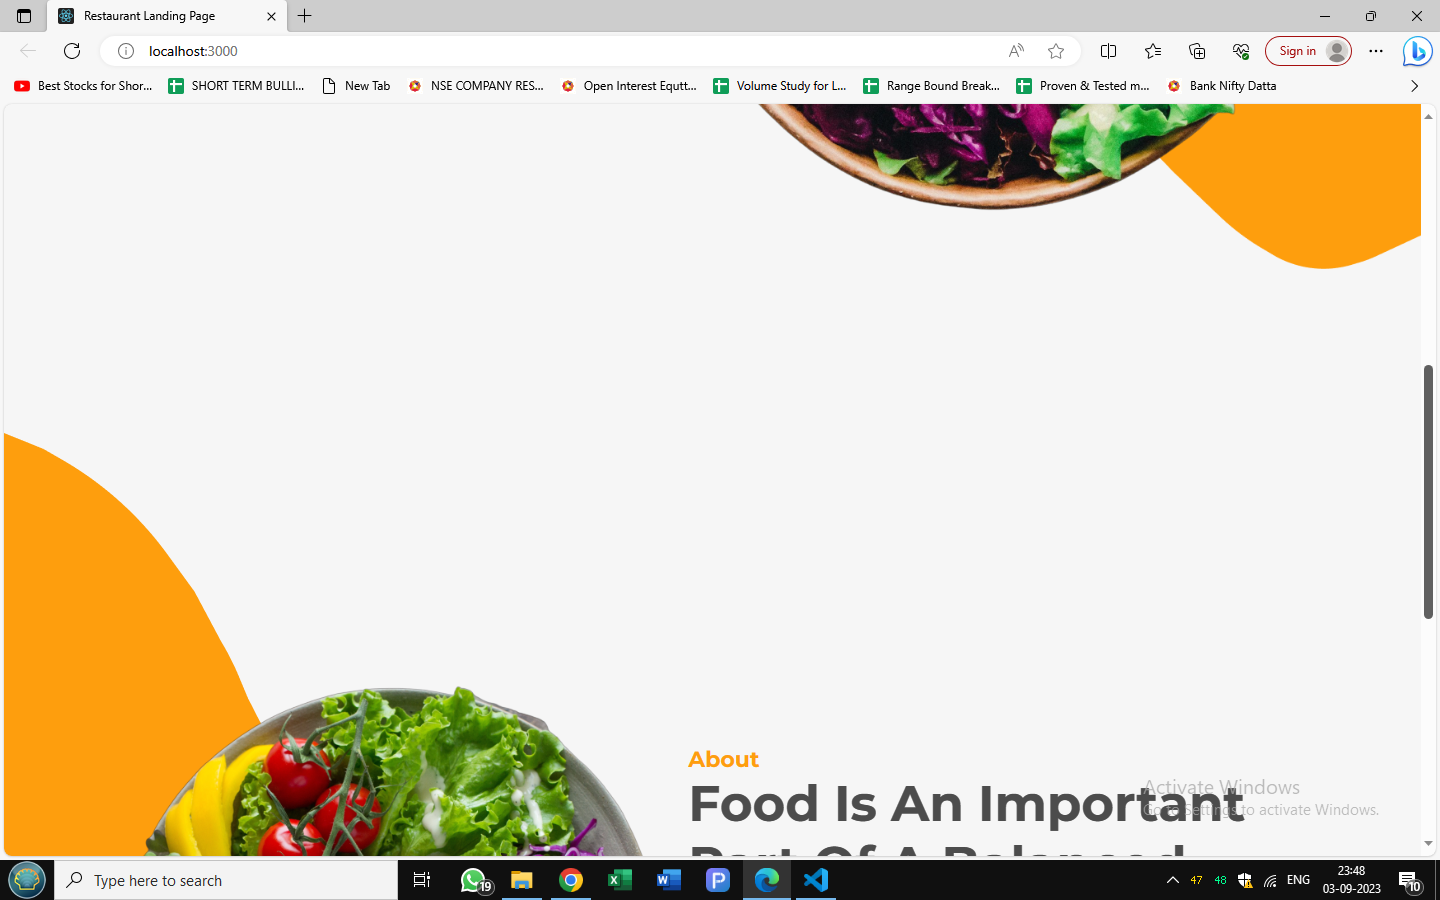 Restaurant Landing Page
localhost:3000
Sign in
Best Stocks for Shor...
SHORT TERM BULLI...
New Tab
NSE COMPANY RES...
Open Interest Equtt...
Volume Study for L...
Range Bound Break...
Proven & Tested m...
Bank Nifty Datta
About
Food Is An Important
Part Of A Balanced
Activate Windows
Go to Settings to activate Windows.
Type here to search
19
47
48
ENG
23:48
03-09-2023
10